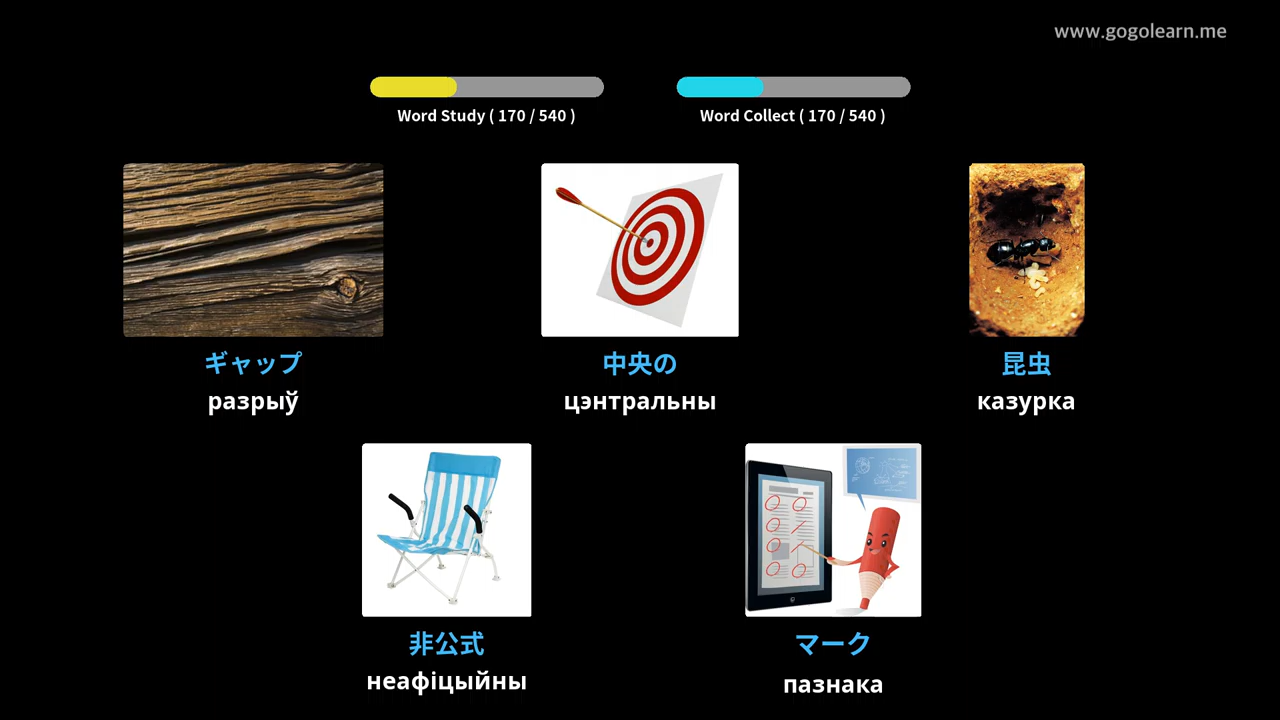 www.gogolearn.me
Word Study ( 170 / 540 )
Word Collect ( 170 / 540 )
ギャップ
разрыў
中央の
цэнтральны
昆虫
казурка
非公式
неафіцыйны
マーク
пазнака